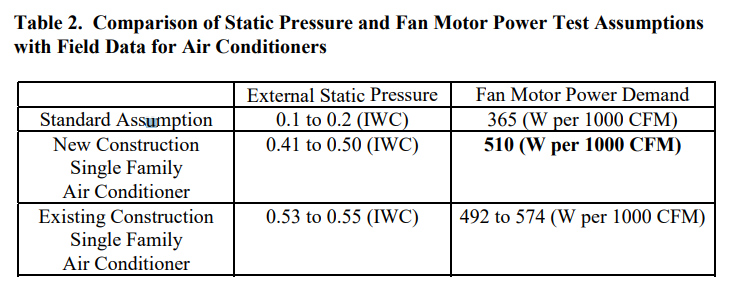 Table 2.  Comparison of Static Pressure and Fan Motor Power Test Assumptions
with Field Data for Air Conditioners
External Static Pressure Fan Motor Power Demand
Standard Assumption 0.1 to 0.2 (IWC) 365 (W per 1000 CFM)
New Construction 0.41 to 0.50 (IWC) 510 (W per 1000 CFM)
Single Family
Air Conditioner
Existing Construction 0.53 to 0.55 (IWC) 492 to 574 (W per 1000 CFM)
Single Family
Air Conditioner